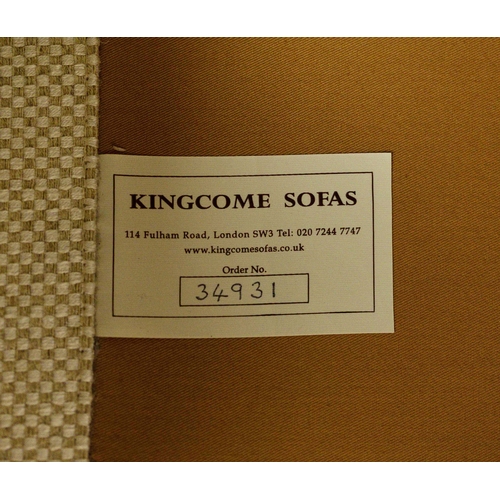 KINGCOME SOFAS
114 Fulham Road, London SW3 Tel: 020 7244 7747
www.kingcomesofas.co.uk
Order No.
34931